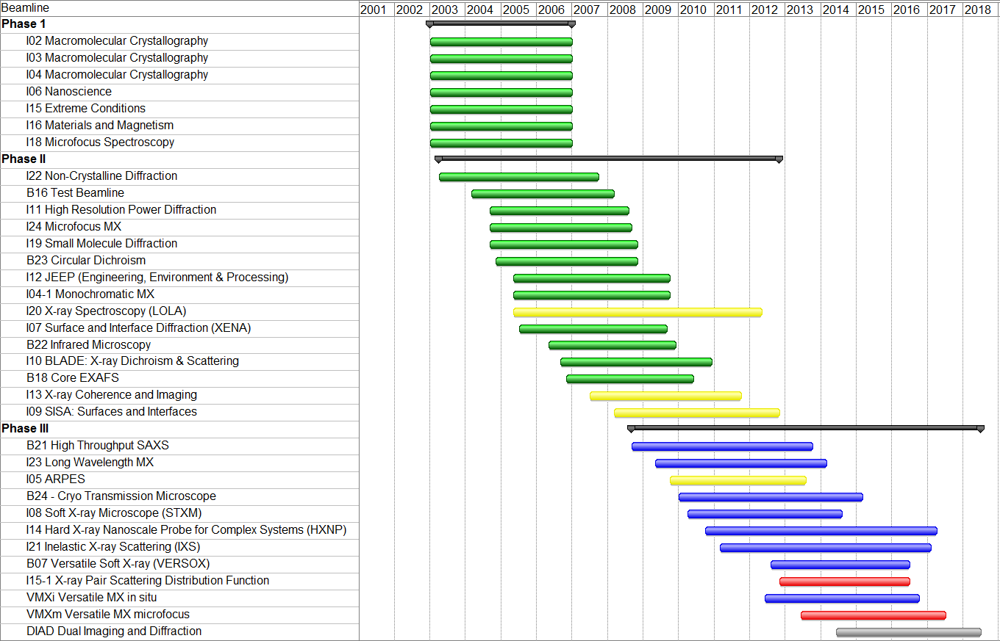 Beamline 2001 2002 2003 2004 2005 2006 2007 2008 2009 2010 2011 2012 2013 2014 2015 2016 2017 2018
Phase 1
I02 Macromolecular Crystallography
I03 Macromolecular Crystallography
I04 Macromolecular Crystallography
I06 Nanoscience
I15 Extreme Conditions
I16 Materials and Magnetism
I18 Microfocus Spectroscopy
Phase II
I22 Non-Crystalline Diffraction
B16 Test Beamline
I11 High Resolution Power Diffraction
I24 Microfocus MX
I19 Small Molecule Diffraction
B23 Circular Dichroism
I12 JEEP (Engineering, Environment & Processing)
I04-1 Monochromatic MX
I20 X-ray Spectroscopy (LOLA)
I07 Surface and Interface Diffraction (XENA)
B22 Infrared Microscopy
I10 BLADE: X-ray Dichroism & Scattering
B18 Core EXAFS
I13 X-ray Coherence and Imaging
I09 SISA: Surfaces and Interfaces
Phase III
B21 High Throughput SAXS
I23 Long Wavelength MX
I05 ARPES
B24 - Cryo Transmission Microscope
I08 Soft X-ray Microscope (STXM)
I14 Hard X-ray Nanoscale Probe for Complex Systems (HXNP)
I21 Inelastic X-ray Scattering (IXS)
B07 Versatile Soft X-ray (VERSOX)
I15-1 X-ray Pair Scattering Distribution Function
VMXi Versatile MX in situ
VMXm Versatile MX microfocus
DIAD Dual Imaging and Diffraction